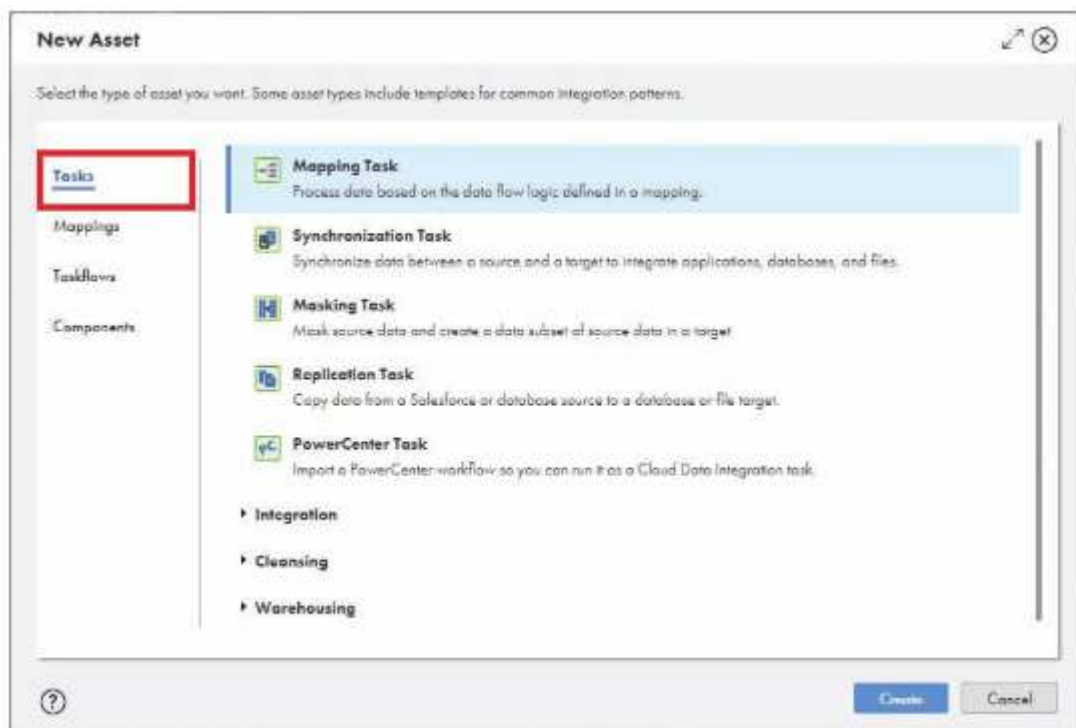 New Asset
Select the type of asset you want. Some asset types include templates for common integration patterns.
Tasks
Mappings
Taskflows
Components
Mapping Task
Process data based on the data flow logic defined in a mapping.
Synchronization Task
Synchronize data between a source and a target to integrate applications, databases, and files.
Masking Task
Mask source data and create a data subset of source data in a target
Replication Task
Copy data from a Salesforce or database source to a database or file target.
PowerCenter Task
Import a PowerCenter workflow so you can run it as a Cloud Data Integration task.
Integration
Cleansing
Warehousing
?
Create
Cancel